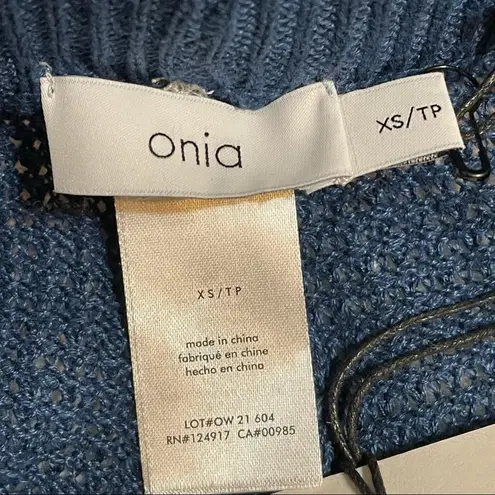 onia
XS/TP
XS/TP
made in china
fabriqué en chine
hecho en china
LOT#OW 21 604
RN#124917 CA#00985